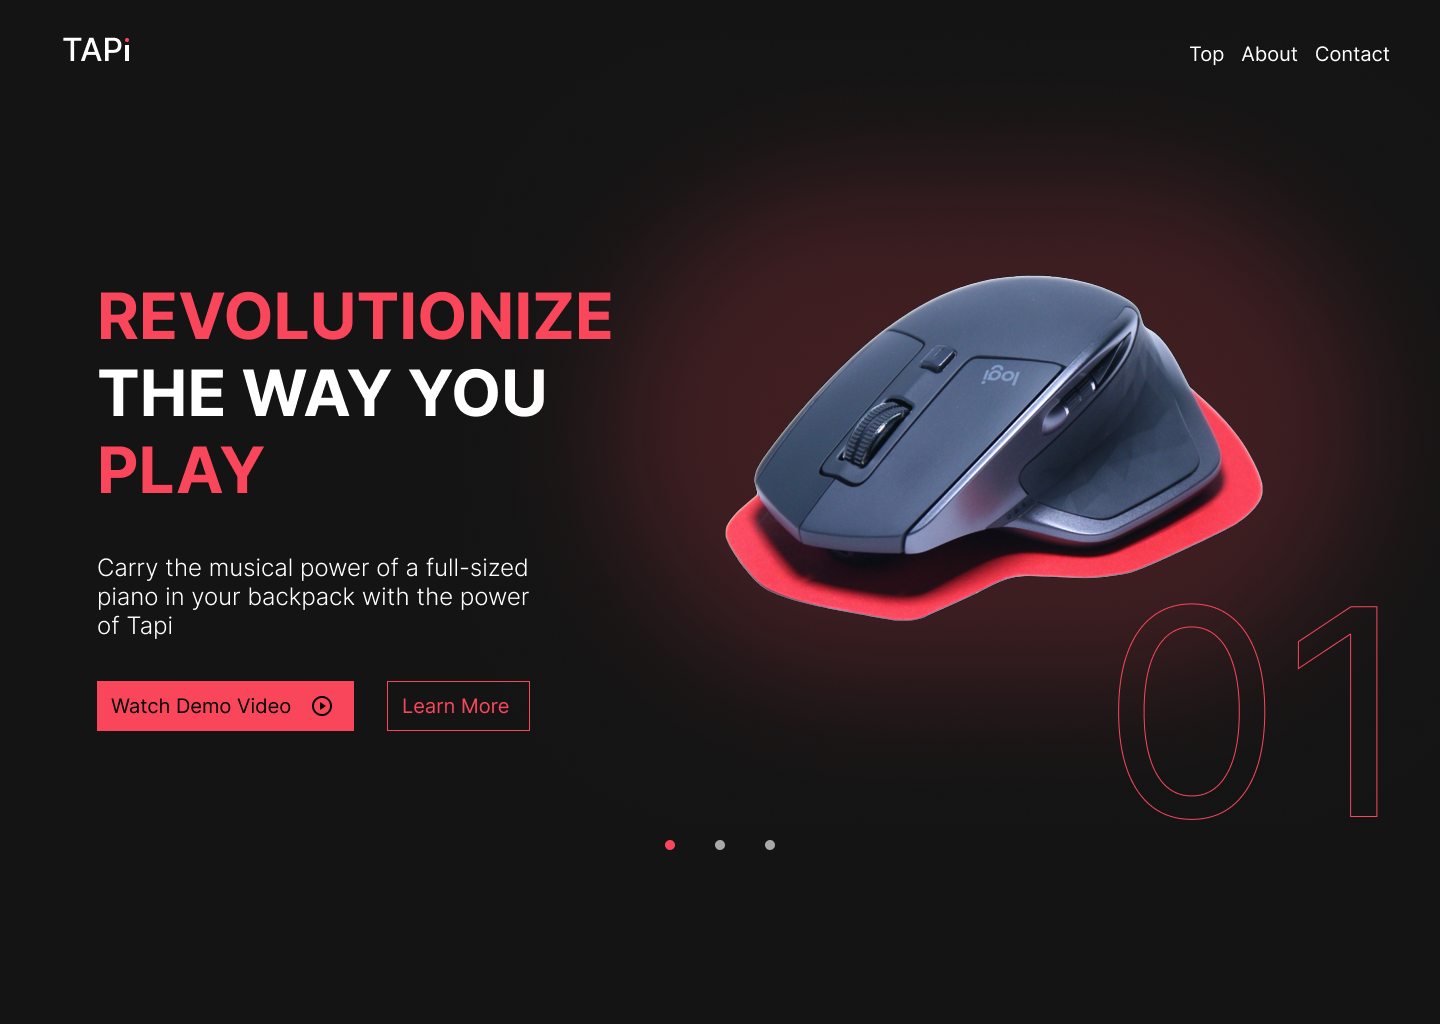 TAPi
Top About Contact
REVOLUTIONIZE
THE WAY YOU
PLAY
logi
Carry the musical power of a full-sized
piano in your backpack with the power
of Tapi
Watch Demo Video
Learn More
01